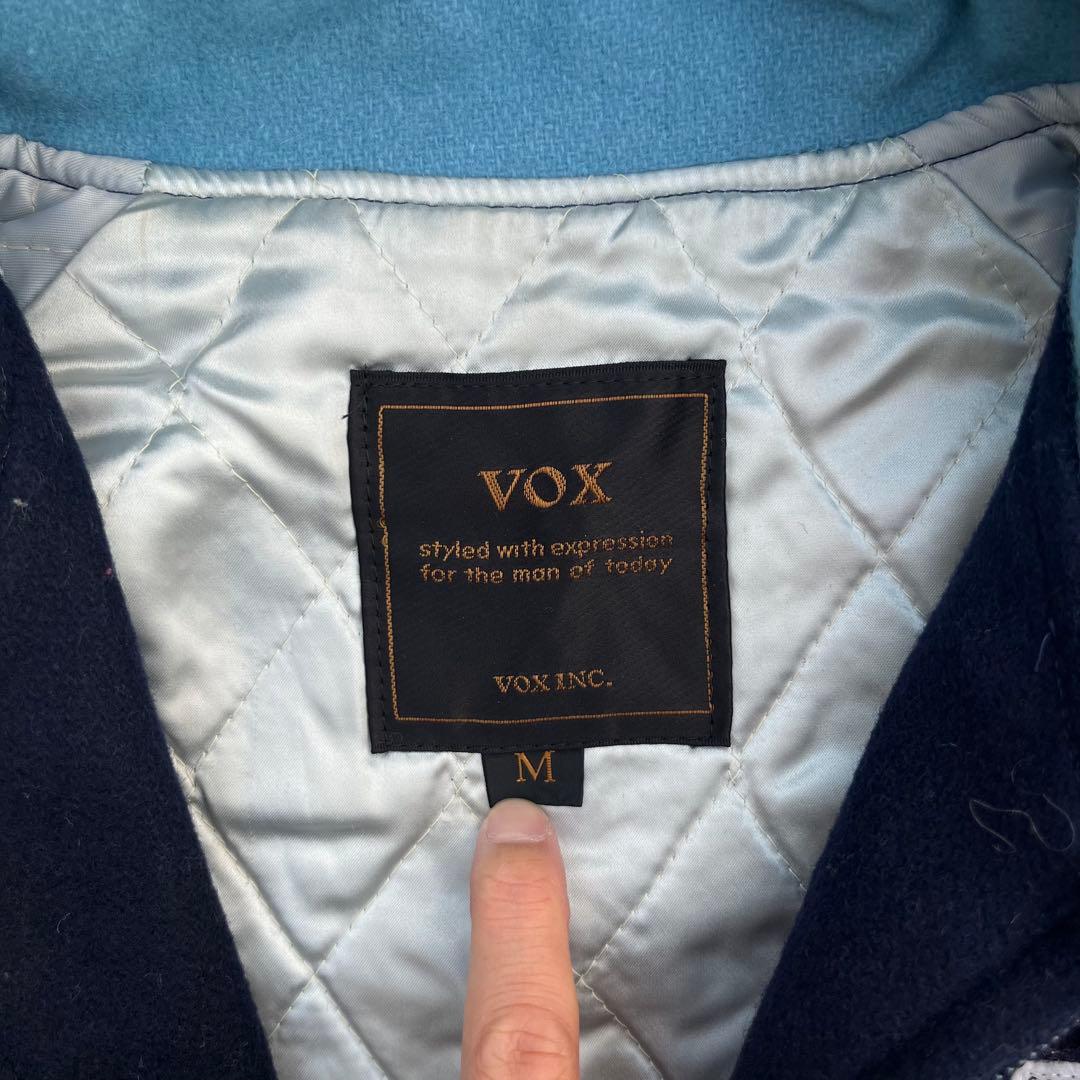 VOX
styled with expression
for the man of today
VOX INC.
M